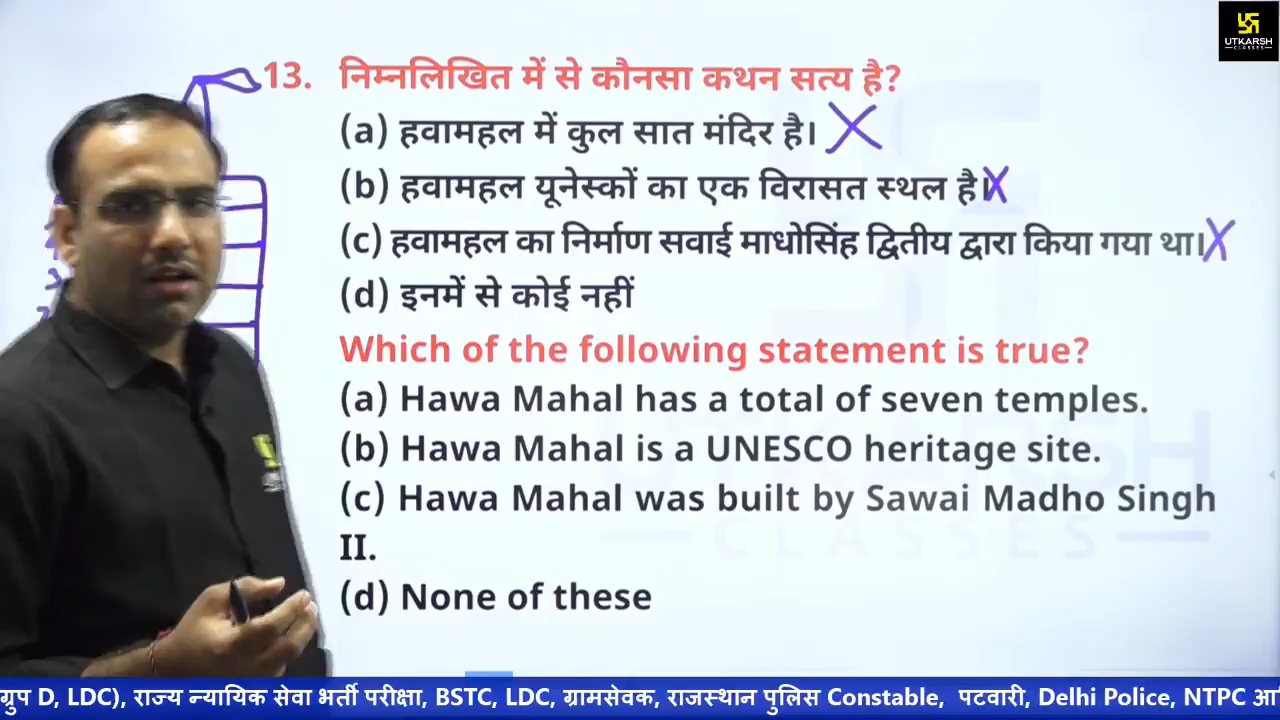 UTKARSH
CLASSES
13. निम्नलिखित में से कौनसा कथन सत्य है?
(a) हवामहल में कुल सात मंदिर है।
(b) हवामहल यूनेस्कों का एक विरासत स्थल है।
(c) हवामहल का निर्माण सवाई माधोसिंह द्वितीय द्वारा किया गया था।
(d) इनमें से कोई नहीं
Which of the following statement is true?
(a) Hawa Mahal has a total of seven temples.
(b) Hawa Mahal is a UNESCO heritage site.
(c) Hawa Mahal was built by Sawai Madho Singh
II.
(d) None of these
ग्रुप D, LDC), राज्य न्यायिक सेवा भर्ती परीक्षा, BSTC, LDC, ग्रामसेवक, राजस्थान पुलिस Constable, पटवारी, Delhi Police, NTPC